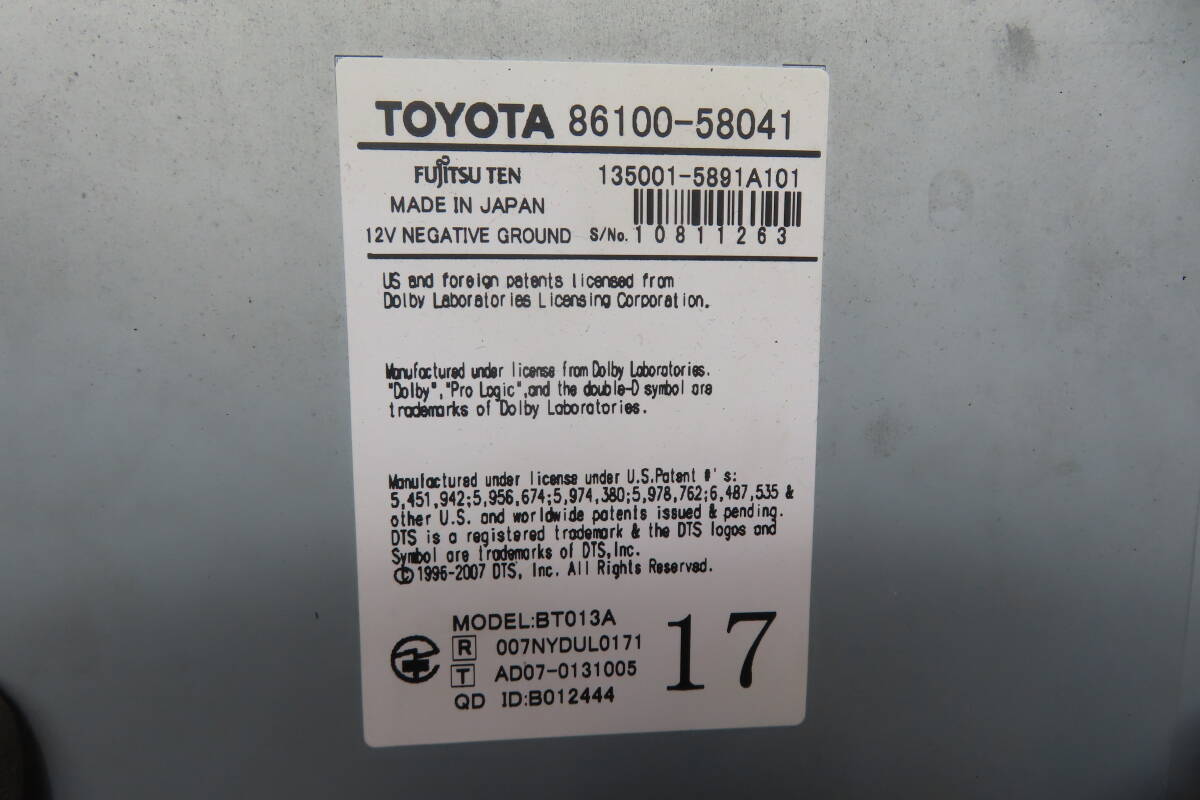 TOYOTA 86100-58041
FUJITSU TEN 135001-5891A101
MADE IN JAPAN
12V NEGATIVE GROUND S/No. 10811263
US and foreign patents licensed from
Dolby Laboratories Licensing Corporation.
Manufactured under license from Dolby Laboratories.
"Dolby","Pro Logic",and the double-D symbol are
trademarks of Dolby Laboratories.
Manufactured under license under U.S.Patent #'s:
5,451,942;5,956,674;5,974,380;5,978,762;6,487,535 &
other U.S. and worldwide patents issued & pending.
DTS is a registered trademark & the DTS logos and
Symbol are trademarks of DTS,Inc.
© 1996-2007 DTS, Inc. All Rights Reserved.
MODEL:BT013A
R 007NYDUL0171
T AD07-0131005
QD ID:B012444
17